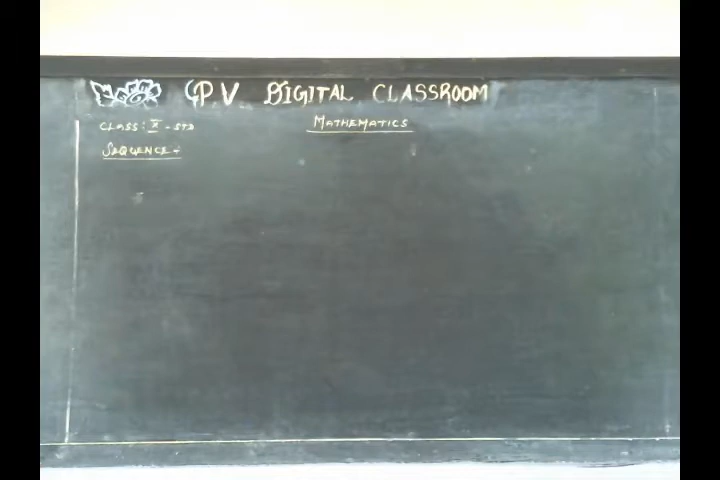 GPV DIGITAL CLASSROOM
CLASS: X - STD
MATHEMATICS
SEQUENCE -